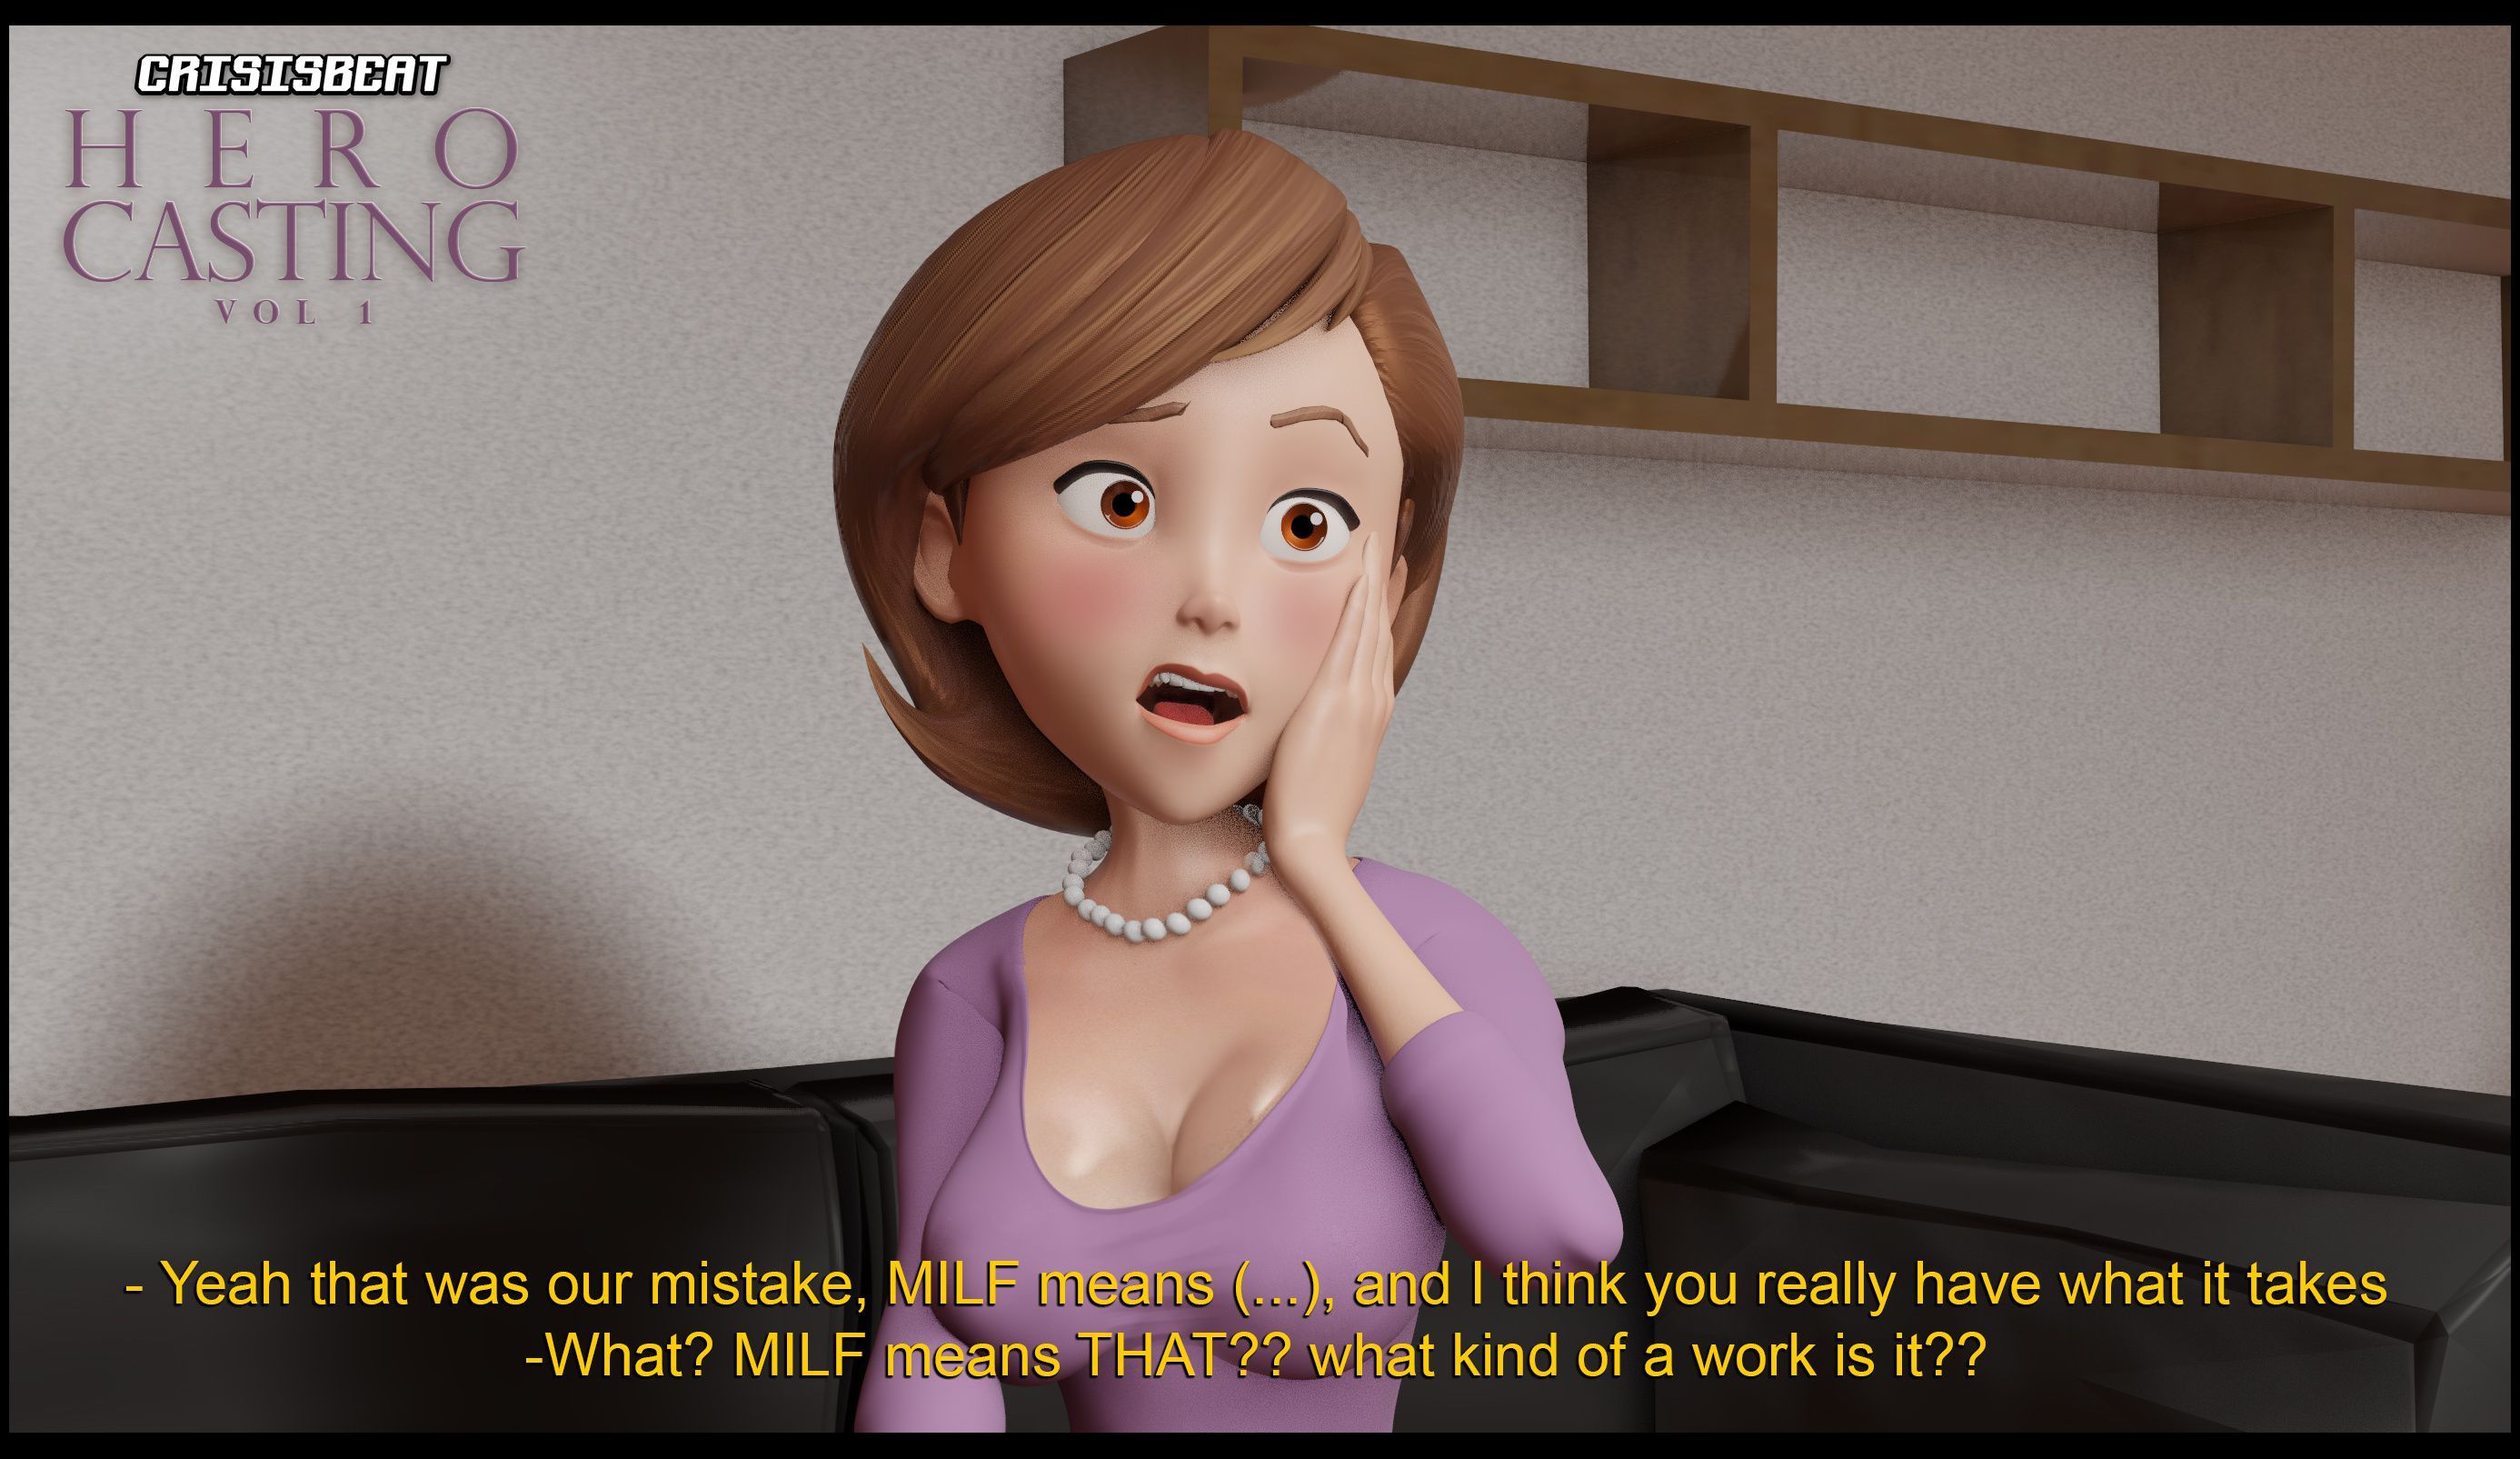 CRISISBEAT
HERO
CASTING
VOL 1
- Yeah that was our mistake, MILF means (...), and I think you really have what it takes
-What? MILF means THAT?? what kind of a work is it??